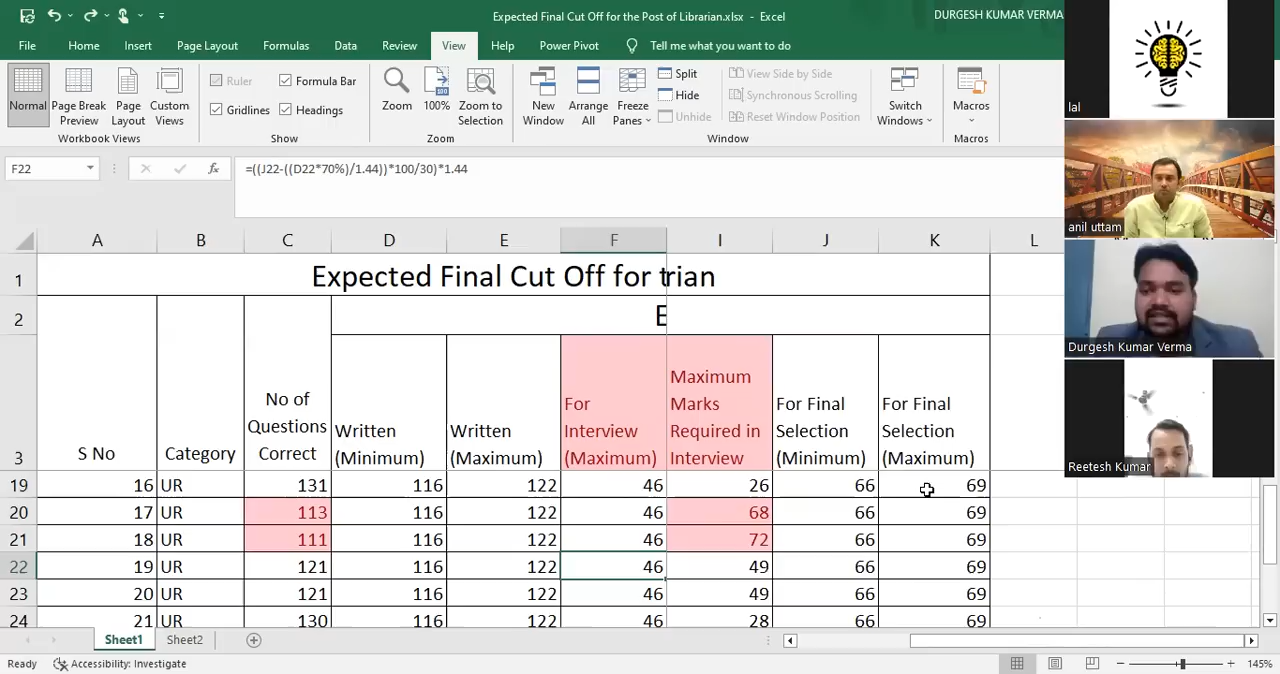 Expected Final Cut Off for the Post of Librarian.xlsx - Excel
DURGESH KUMAR VERMA
File Home Insert Page Layout Formulas Data Review View Help Power Pivot Tell me what you want to do
Normal
Page Break Preview
Page Layout
Custom Views
Workbook Views
Ruler
Formula Bar
Gridlines
Headings
Show
Zoom
100%
Zoom to Selection
Zoom
New Window
Arrange All
Freeze Panes
Split
Hide
Unhide
View Side by Side
Synchronous Scrolling
Reset Window Position
Window
Switch Windows
Macros
Macros
F22
fx
=((J22-((D22*70%)/1.44))*100/30)*1.44
A B C D E F I J K L
1 Expected Final Cut Off for trian
2 E
3 S No Category No of Questions Correct Written (Minimum) Written (Maximum) For Interview (Maximum) Maximum Marks Required in Interview For Final Selection (Minimum) For Final Selection (Maximum)
19 16 UR 131 116 122 46 26 66 69
20 17 UR 113 116 122 46 68 66 69
21 18 UR 111 116 122 46 72 66 69
22 19 UR 121 116 122 46 49 66 69
23 20 UR 121 116 122 46 49 66 69
24 21 UR 130 116 122 46 28 66 69
Sheet1 Sheet2
Ready Accessibility: Investigate
145%
lal
anil uttam
Durgesh Kumar Verma
Reetesh Kumar